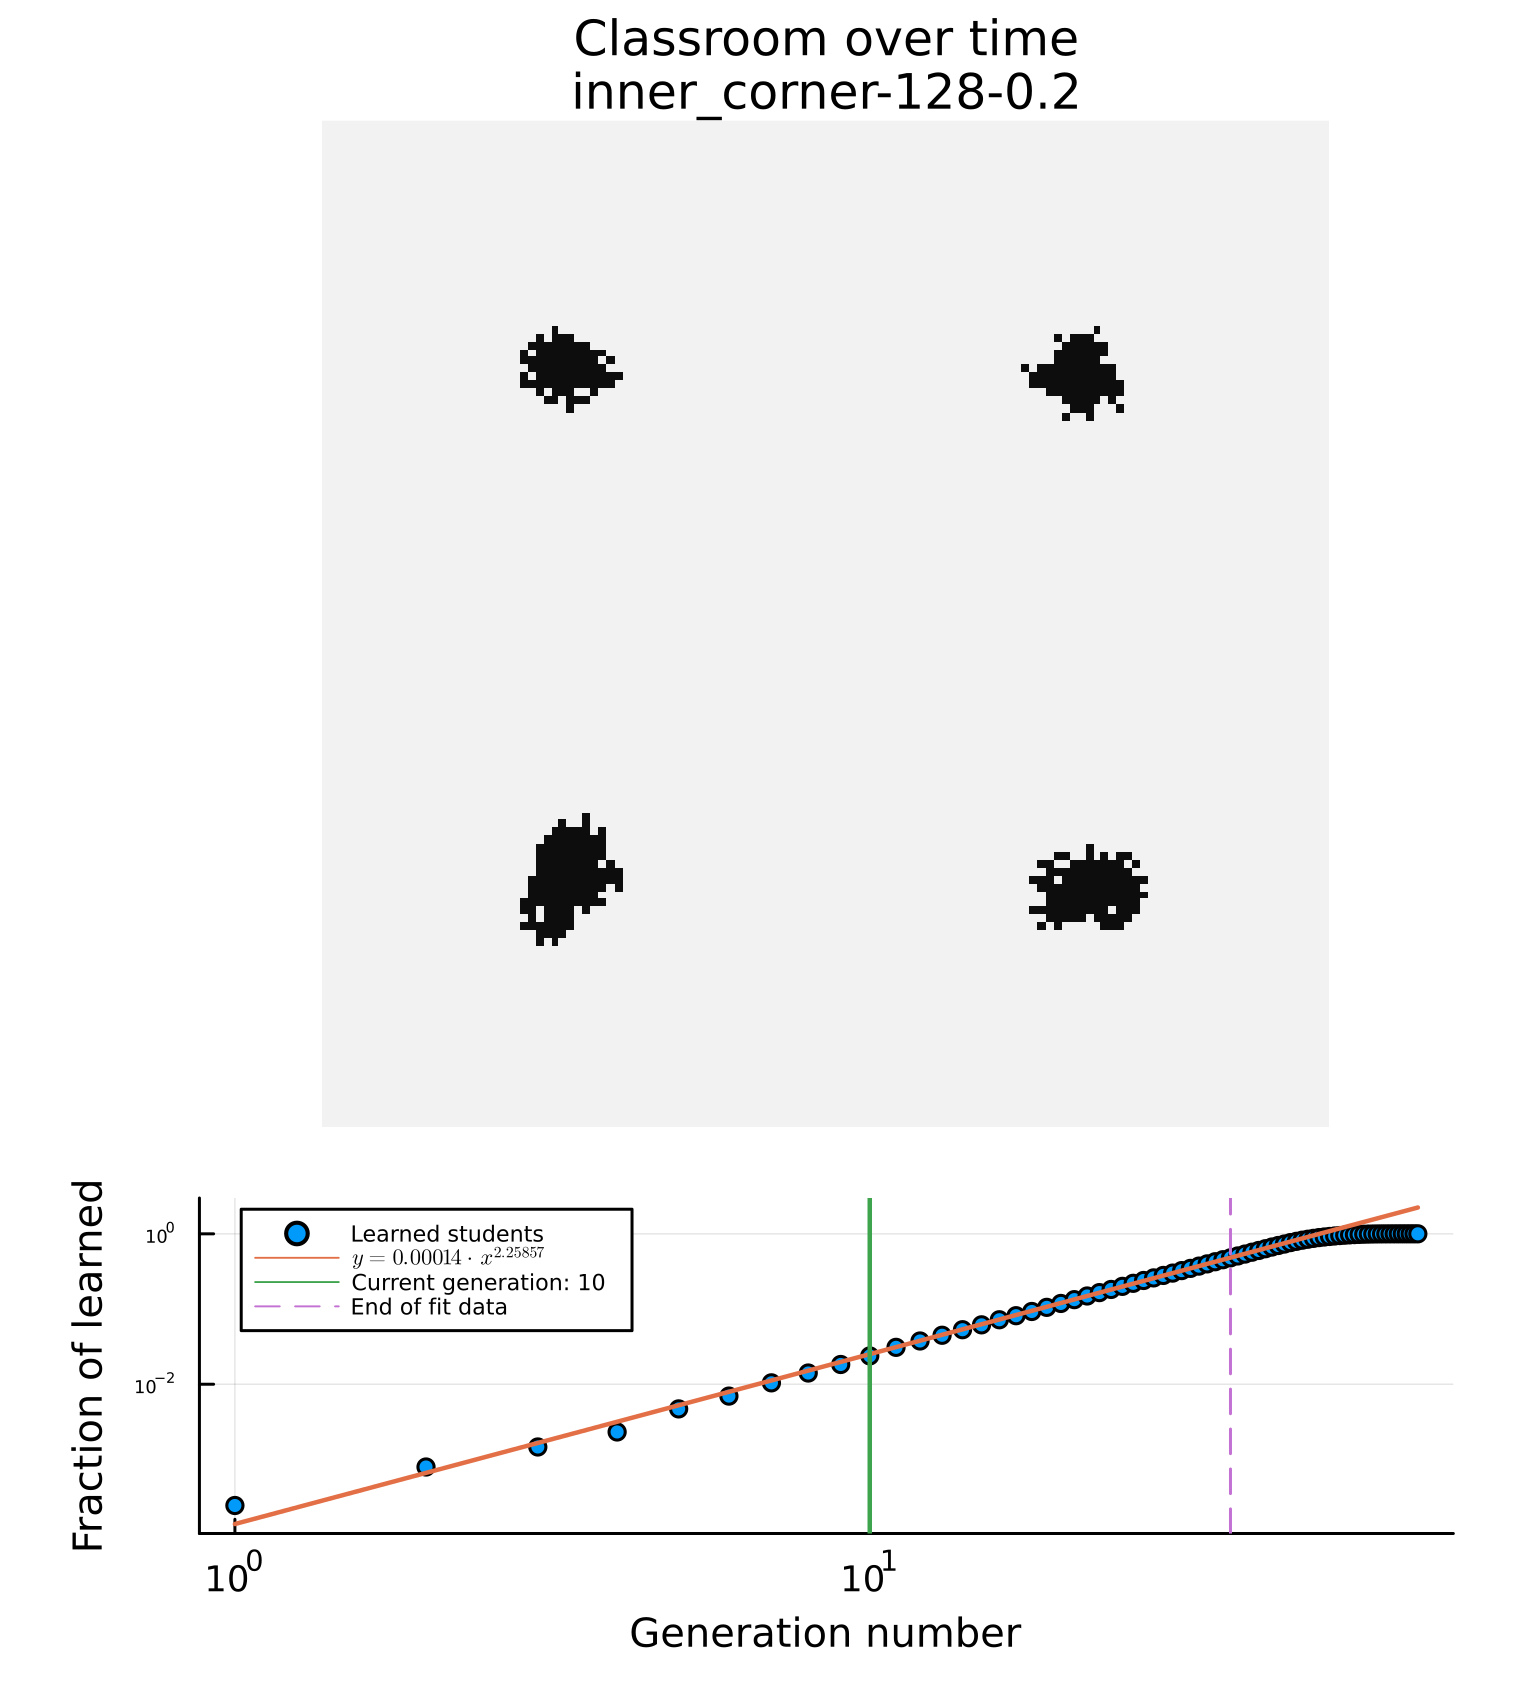 Classroom over time
inner_corner-128-0.2
Fraction of learned
10^0
10^-2
Learned students
y = 0.00014 · x^2.25857
Current generation: 10
End of fit data
10^0
10^1
Generation number